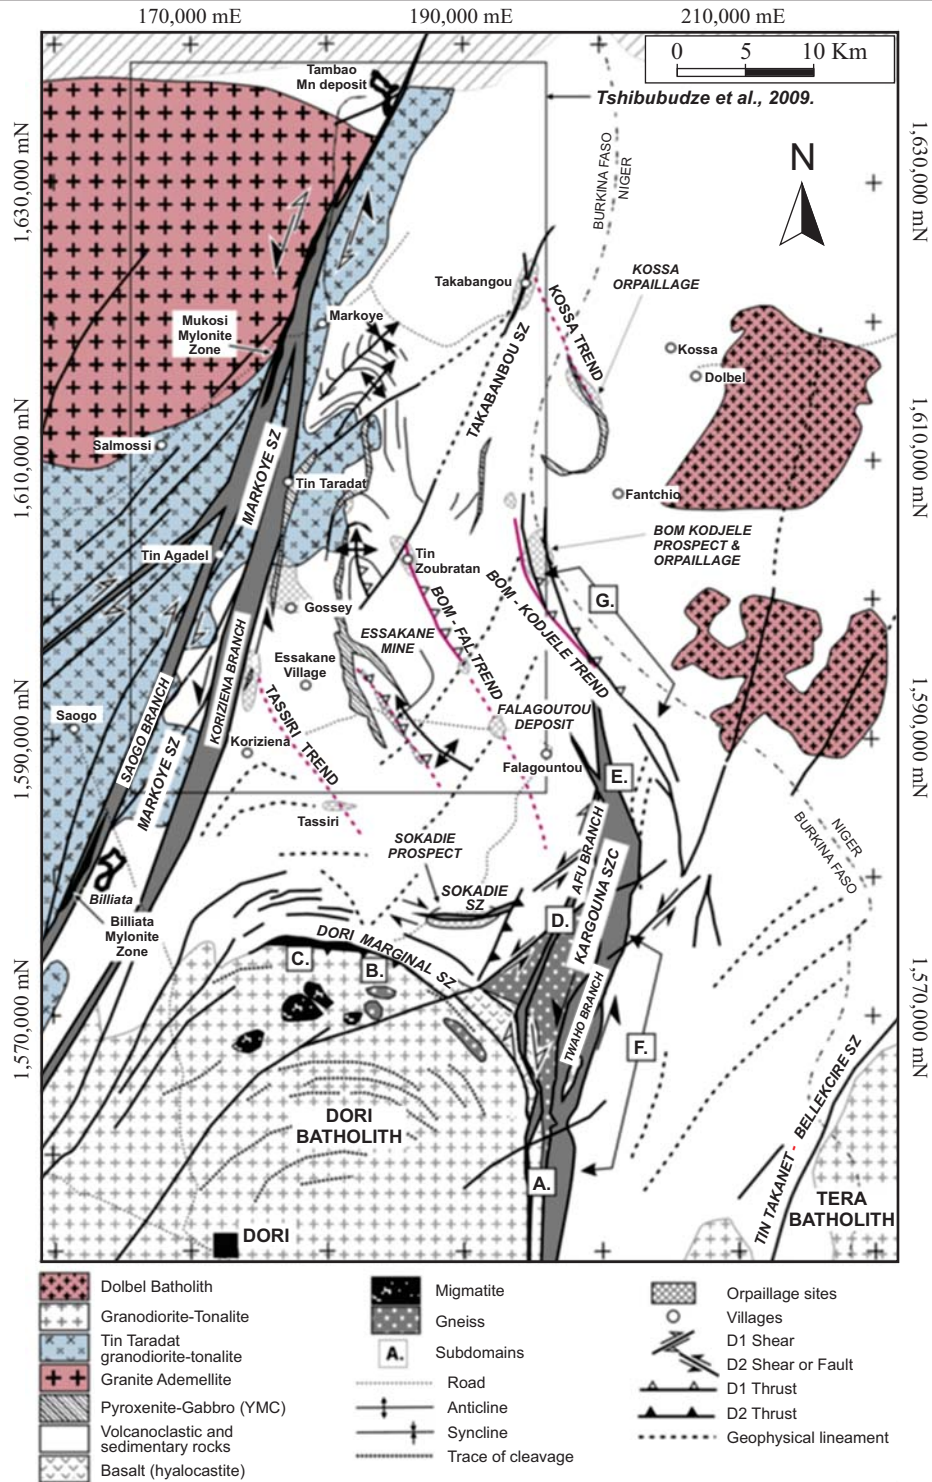 170,000 mE
190,000 mE
210,000 mE
0 5 10 Km
Tambao
Mn deposit
Tshibubudze et al., 2009.
1,630,000 mN
1,630,000 mN
BURKINA FASO
NIGER
N
KOSSA
ORPAILLAGE
Takabangou
KOSSA TREND
Markoye
Mukosi
Mylonite
Zone
TAKABANBOU SZ
Kossa
Dolbel
1,610,000 mN
1,610,000 mN
Salmossi
MARKOYE SZ
Tin Taradat
Fantchio
BOM KODJELE
PROSPECT &
ORPAILLAGE
Tin Agadel
Tin
Zoubratan
BOM - KODJELE TREND
G.
BOM - FAL TREND
Gossey
ESSAKANE
MINE
KORIZIENA BRANCH
Essakane
Village
TASSIRI TREND
FALAGOUTOU
DEPOSIT
1,590,000 mN
1,590,000 mN
Saogo
SAOGO BRANCH
MARKOYE SZ
Koriziena
Falagountou
E.
Tassiri
NIGER
BURKINA FASO
SOKADIE
PROSPECT
AFU BRANCH
KARGOUNA SZC
Billiata
SOKADIE
SZ
Billiata
Mylonite
Zone
D.
DORI MARGINAL SZ
C.
B.
1,570,000 mN
1,570,000 mN
TWAHO BRANCH
F.
TIN TAKANET - BELLEKCIRE SZ
DORI
BATHOLITH
A.
TERA
BATHOLITH
DORI
Dolbel Batholith
Granodiorite-Tonalite
Tin Taradat
granodiorite-tonalite
Granite Ademellite
Pyroxenite-Gabbro (YMC)
Volcanoclastic and
sedimentary rocks
Basalt (hyalocastite)
Migmatite
Gneiss
A. Subdomains
Road
Anticline
Syncline
Trace of cleavage
Orpaillage sites
Villages
D1 Shear
D2 Shear or Fault
D1 Thrust
D2 Thrust
Geophysical lineament